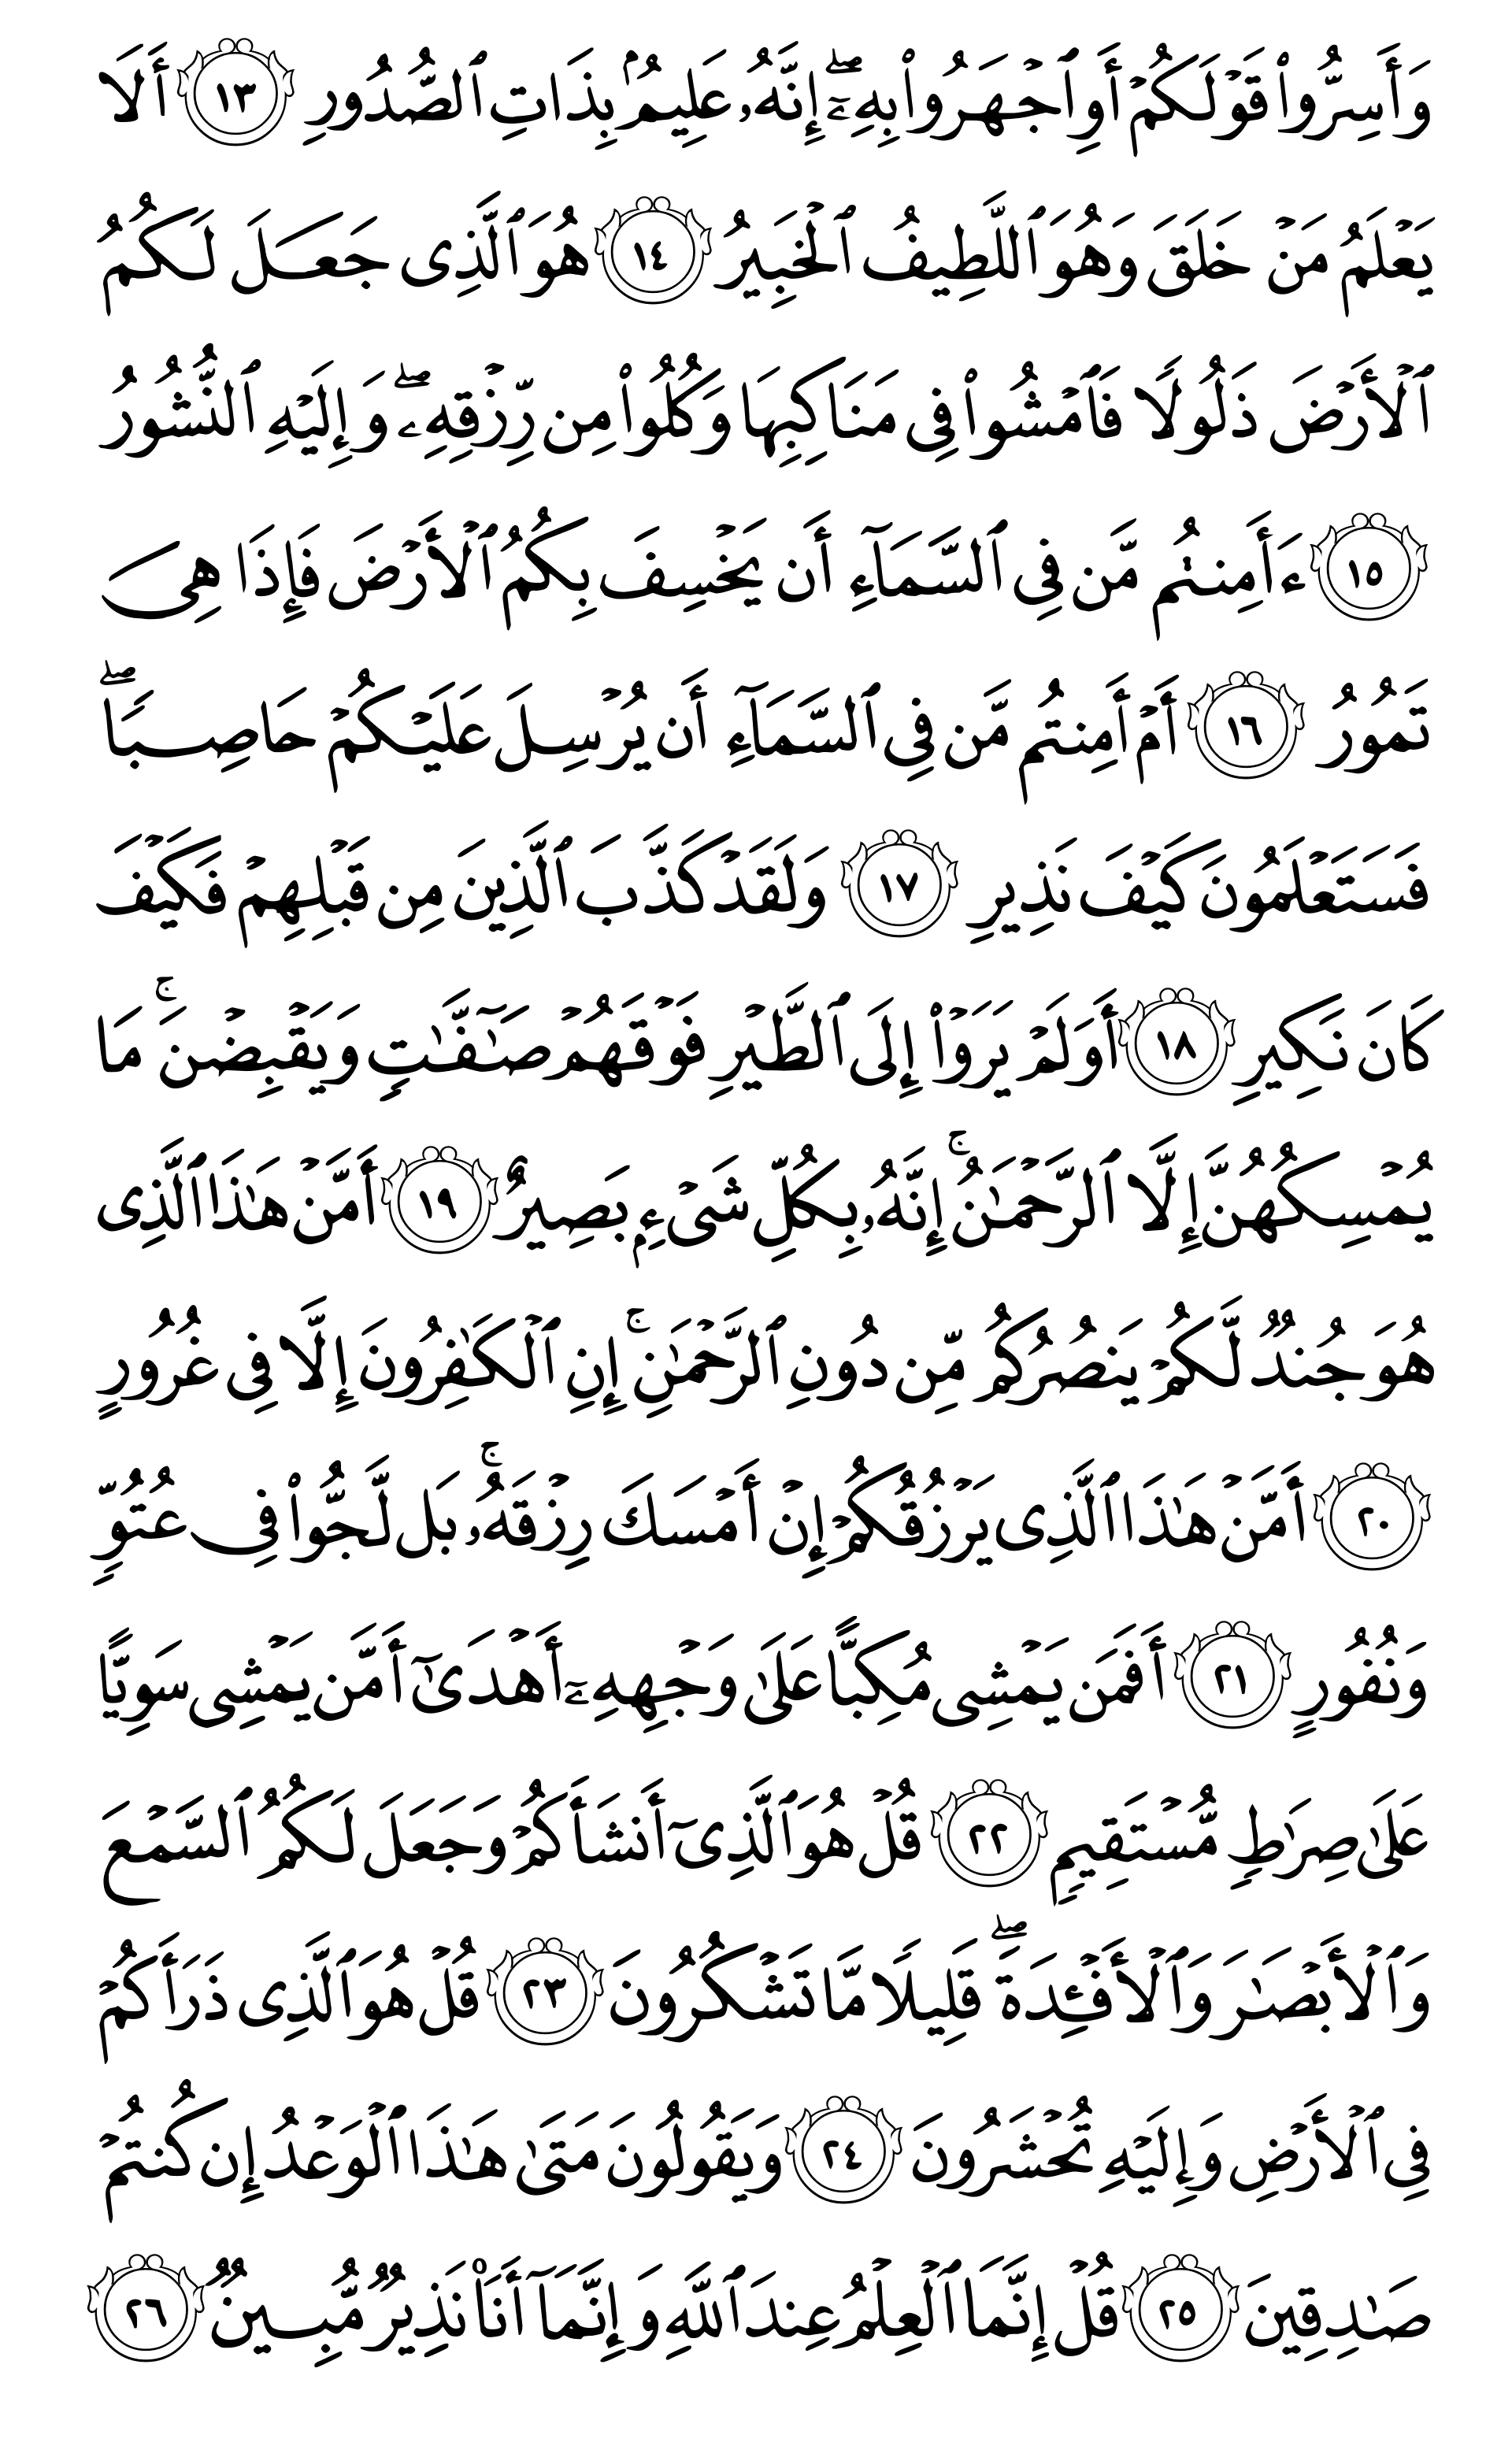 وَأَسِرُّوا۟ قَوْلَكُمْ أَوِ ٱجْهَرُوا۟ بِهِۦٓ ۖ إِنَّهُۥ عَلِيمٌۢ بِذَاتِ ٱلصُّدُورِ ١٣ أَلَا
يَعْلَمُ مَنْ خَلَقَ وَهُوَ ٱللَّطِيفُ ٱلْخَبِيرُ ١٤ هُوَ ٱلَّذِى جَعَلَ لَكُمُ
ٱلْأَرْضَ ذَلُولًا فَٱمْشُوا۟ فِى مَنَاكِبِهَا وَكُلُوا۟ مِن رِّزْقِهِۦ ۖ وَإِلَيْهِ ٱلنُّشُورُ
١٥ ءَأَمِنتُم مَّن فِى ٱلسَّمَآءِ أَن يَخْسِفَ بِكُمُ ٱلْأَرْضَ فَإِذَا هِىَ
تَمُورُ ١٦ أَمْ أَمِنتُم مَّن فِى ٱلسَّمَآءِ أَن يُرْسِلَ عَلَيْكُمْ حَاصِبًا ۖ
فَسَتَعْلَمُونَ كَيْفَ نَذِيرِ ١٧ وَلَقَدْ كَذَّبَ ٱلَّذِينَ مِن قَبْلِهِمْ فَكَيْفَ
كَانَ نَكِيرِ ١٨ أَوَلَمْ يَرَوْا۟ إِلَى ٱلطَّيْرِ فَوْقَهُمْ صَـٰٓفَّـٰتٍ وَيَقْبِضْنَ ۚ مَا
يُمْسِكُهُنَّ إِلَّا ٱلرَّحْمَـٰنُ ۚ إِنَّهُۥ بِكُلِّ شَىْءٍۭ بَصِيرٌ ١٩ أَمَّنْ هَـٰذَا ٱلَّذِى
هُوَ جُندٌ لَّكُمْ يَنصُرُكُم مِّن دُونِ ٱلرَّحْمَـٰنِ ۚ إِنِ ٱلْكَـٰفِرُونَ إِلَّا فِى غُرُورٍ
٢٠ أَمَّنْ هَـٰذَا ٱلَّذِى يَرْزُقُكُمْ إِنْ أَمْسَكَ رِزْقَهُۥ ۚ بَل لَّجُّوا۟ فِى عُتُوٍّ
وَنُفُورٍ ٢١ أَفَمَن يَمْشِى مُكِبًّا عَلَىٰ وَجْهِهِۦٓ أَهْدَىٰٓ أَمَّن يَمْشِى سَوِيًّا
عَلَىٰ صِرَٰطٍ مُّسْتَقِيمٍ ٢٢ قُلْ هُوَ ٱلَّذِىٓ أَنشَأَكُمْ وَجَعَلَ لَكُمُ ٱلسَّمْعَ
وَٱلْأَبْصَـٰرَ وَٱلْأَفْـِٔدَةَ ۖ قَلِيلًا مَّا تَشْكُرُونَ ٢٣ قُلْ هُوَ ٱلَّذِى ذَرَأَكُمْ
فِى ٱلْأَرْضِ وَإِلَيْهِ تُحْشَرُونَ ٢٤ وَيَقُولُونَ مَتَىٰ هَـٰذَا ٱلْوَعْدُ إِن كُنتُمْ
صَـٰدِقِينَ ٢٥ قُلْ إِنَّمَا ٱلْعِلْمُ عِندَ ٱللَّهِ وَإِنَّمَآ أَنَا۠ نَذِيرٌ مُّبِينٌ ٢٦